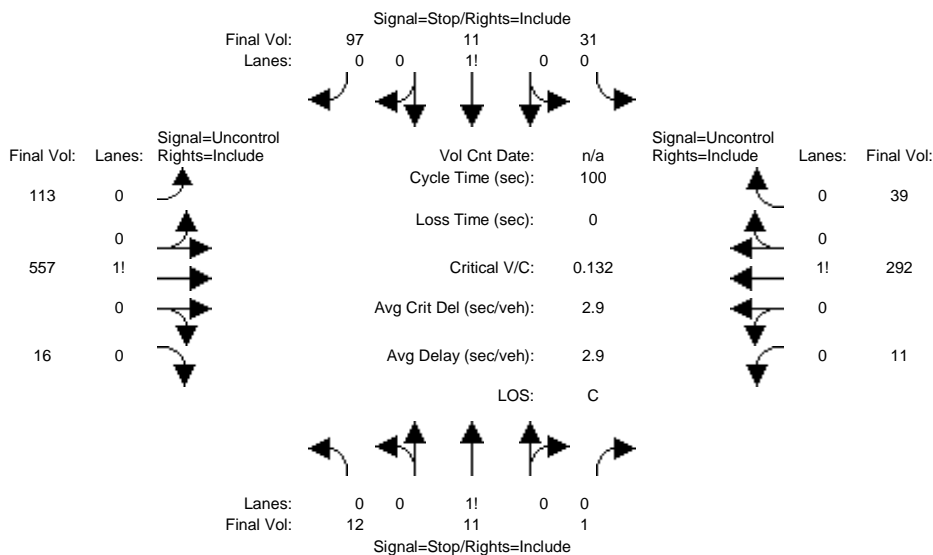 Signal=Stop/Rights=Include
Final Vol: 97 11 31
Lanes: 0 0 1! 0 0
Signal=Uncontrol
Final Vol: Lanes: Rights=Include
Vol Cnt Date: n/a
Signal=Uncontrol
Rights=Include Lanes: Final Vol:
Cycle Time (sec): 100
113 0
0 39
Loss Time (sec): 0
0
0
557 1!
Critical V/C: 0.132
1! 292
0
Avg Crit Del (sec/veh): 2.9
0
16 0
Avg Delay (sec/veh): 2.9
0 11
LOS: C
Lanes: 0 0 1! 0 0
Final Vol: 12 11 1
Signal=Stop/Rights=Include